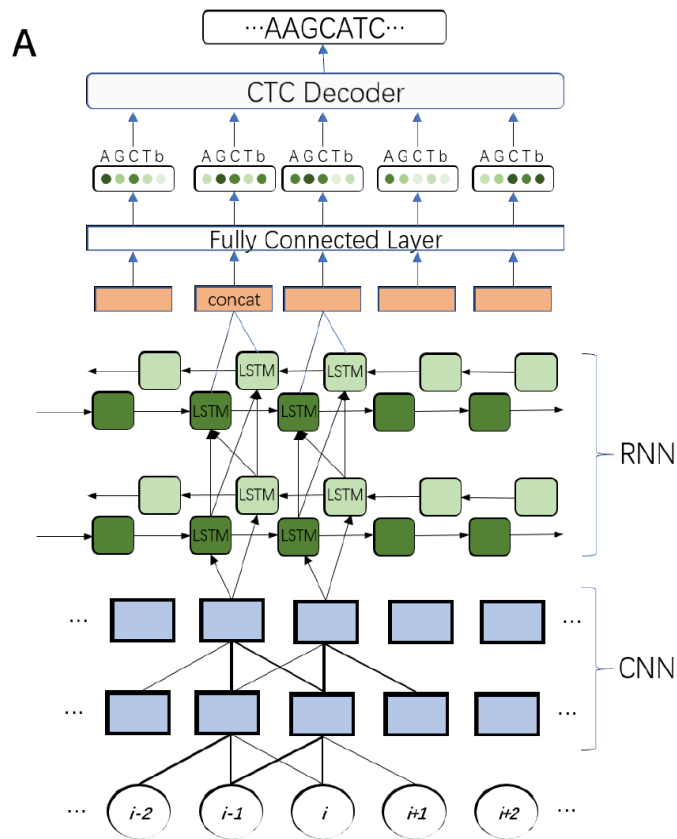 A
···AAGCATC···
CTC Decoder
A G C T b
A G C T b
A G C T b
A G C T b
A G C T b
Fully Connected Layer
concat
LSTM
LSTM
LSTM
LSTM
RNN
LSTM
LSTM
LSTM
LSTM
···
···
CNN
···
···
···
i-2
i-1
i
i+1
i+2
···